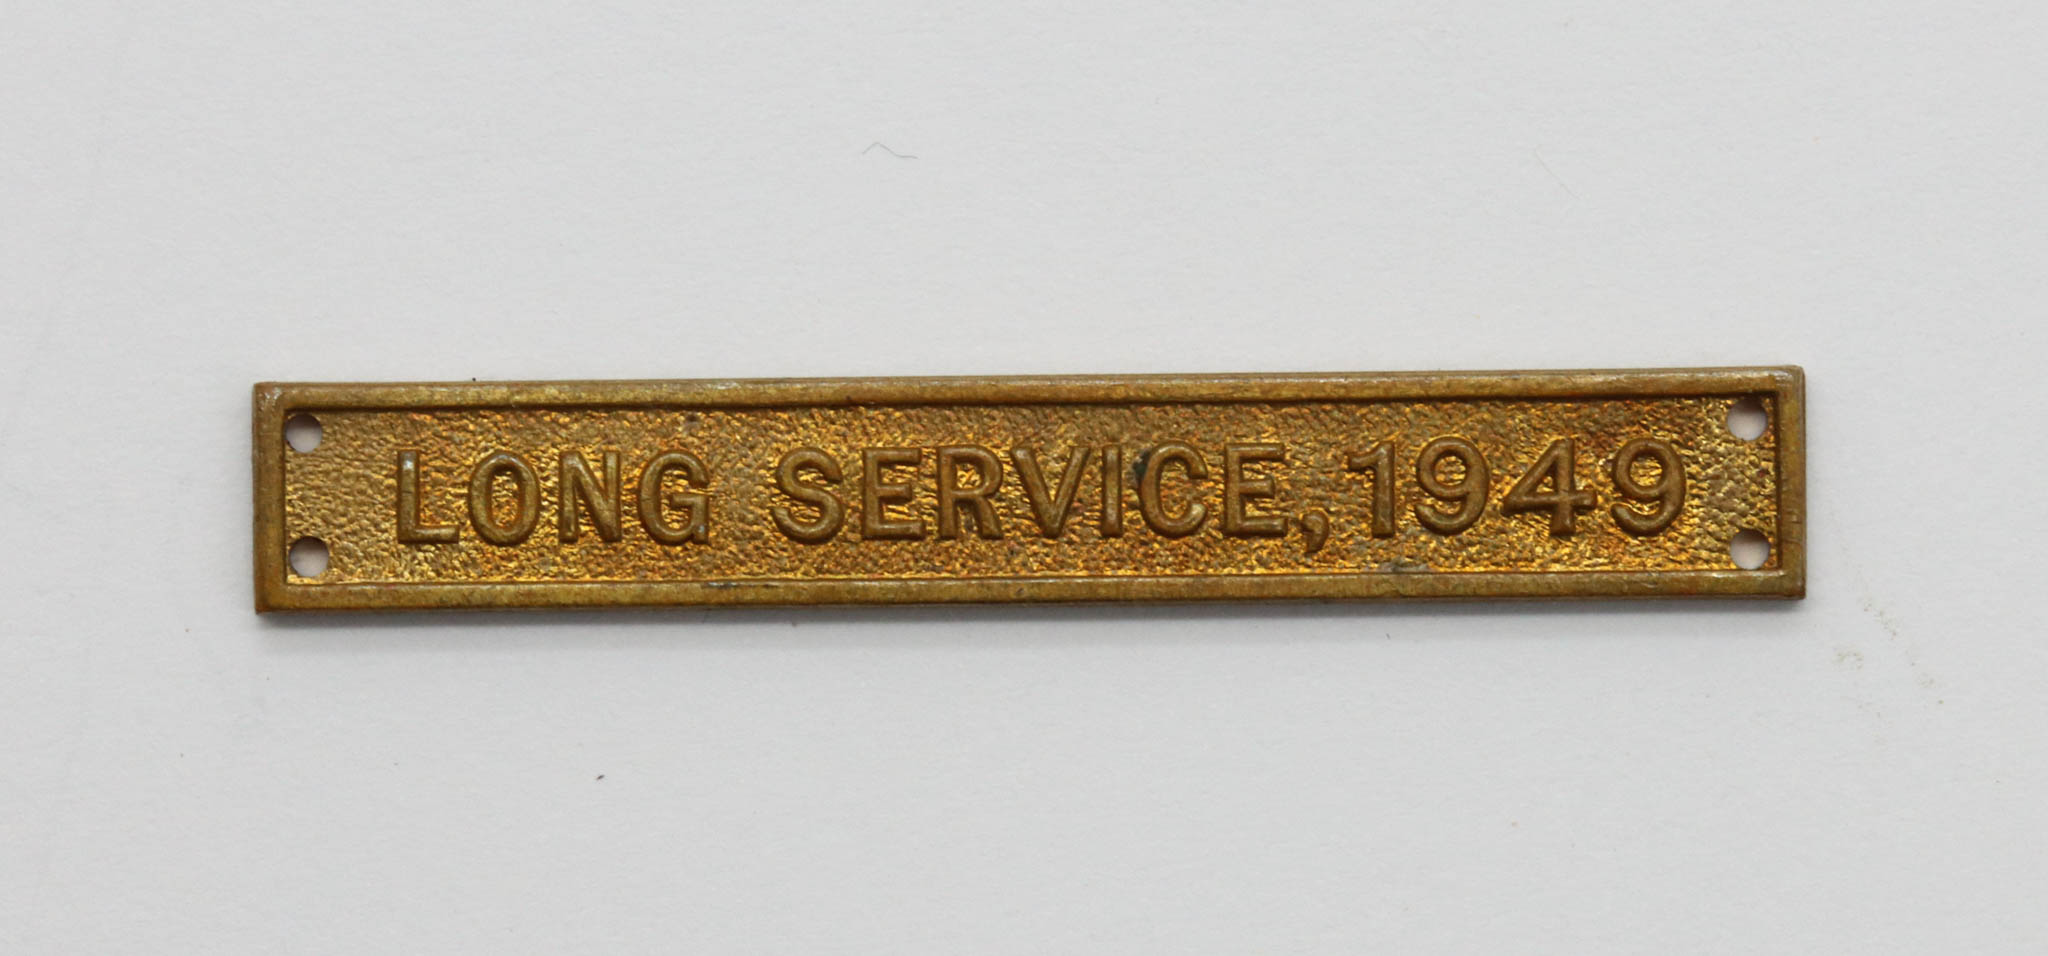 LONG SERVICE, 1949